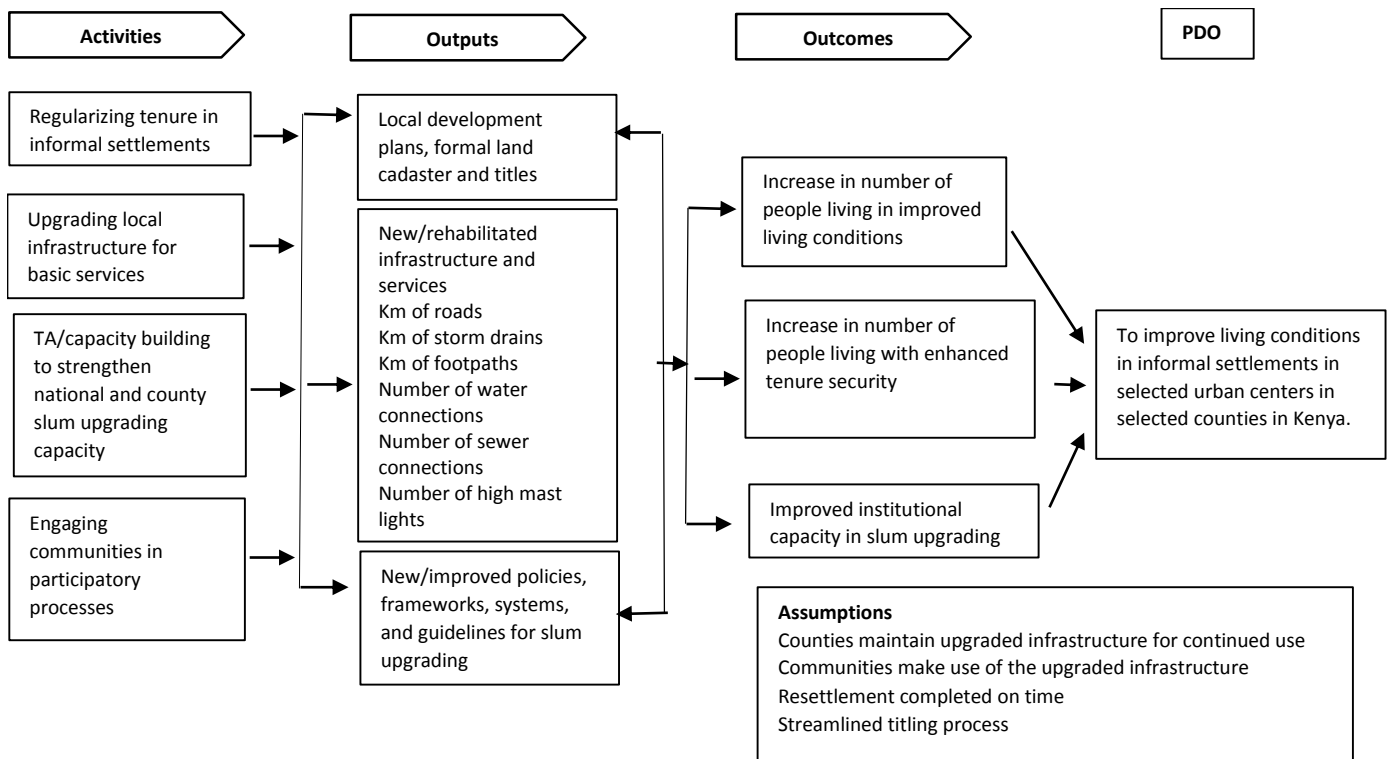 Activities
Outputs
Outcomes
PDO
Regularizing tenure in
informal settlements
Upgrading local
infrastructure for
basic services
TA/capacity building
to strengthen
national and county
slum upgrading
capacity
Engaging
communities in
participatory
processes
Local development
plans, formal land
cadaster and titles
New/rehabilitated
infrastructure and
services
Km of roads
Km of storm drains
Km of footpaths
Number of water
connections
Number of sewer
connections
Number of high mast
lights
New/improved policies,
frameworks, systems,
and guidelines for slum
upgrading
Increase in number of
people living in improved
living conditions
Increase in number of
people living with enhanced
tenure security
Improved institutional
capacity in slum upgrading
To improve living conditions
in informal settlements in
selected urban centers in
selected counties in Kenya.
Assumptions
Counties maintain upgraded infrastructure for continued use
Communities make use of the upgraded infrastructure
Resettlement completed on time
Streamlined titling process